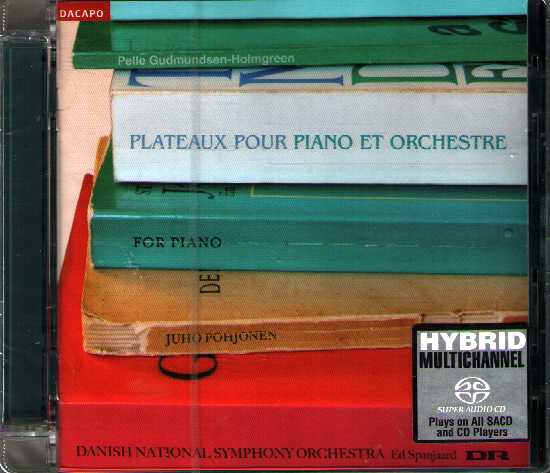 DACAPO
Pelle Gudmundsen-Holmgreen
PLATEAUX POUR PIANO ET ORCHESTRE
FOR PIANO
DE
JUHO POHJONEN
HYBRID
MULTICHANNEL
SUPER AUDIO CD
Plays on All SACD
and CD Players
DANISH NATIONAL SYMPHONY ORCHESTRA Ed Spanjaard DR